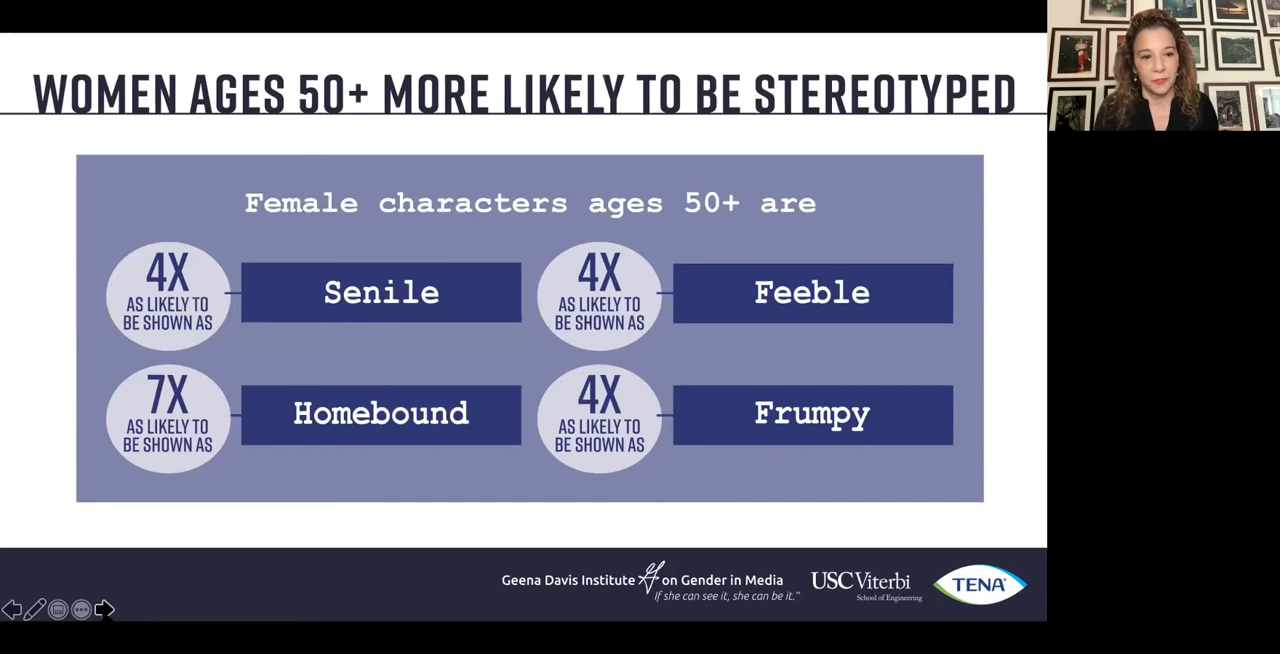 WOMEN AGES 50+ MORE LIKELY TO BE STEREOTYPED
Female characters ages 50+ are
4X
AS LIKELY TO
BE SHOWN AS
Senile
4X
AS LIKELY TO
BE SHOWN AS
Feeble
7X
AS LIKELY TO
BE SHOWN AS
Homebound
4X
AS LIKELY TO
BE SHOWN AS
Frumpy
Geena Davis Institute on Gender in Media
If she can see it, she can be it.™
USC Viterbi
School of Engineering
TENA®